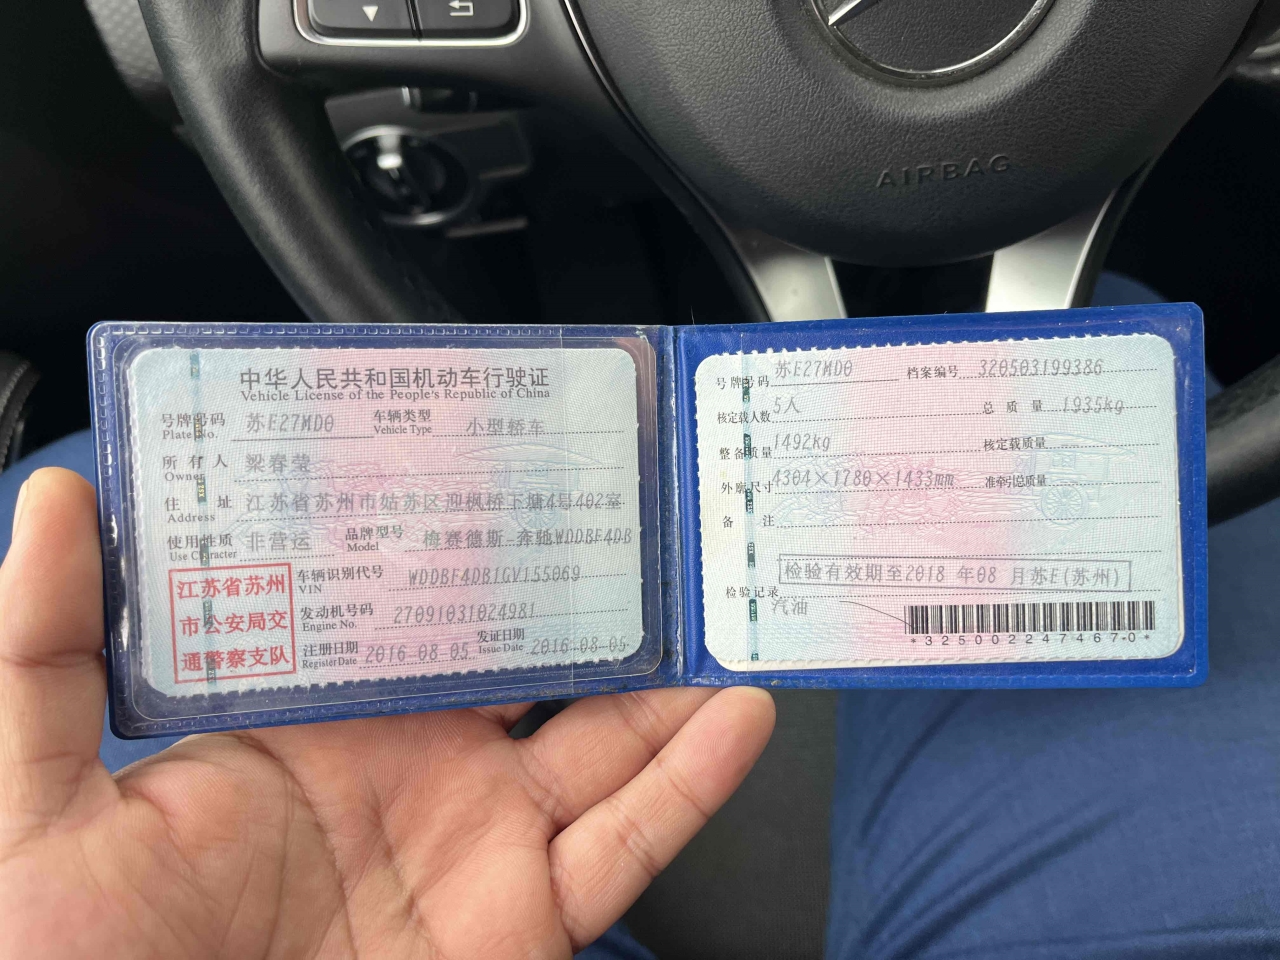 AIRBAG
中华人民共和国机动车行驶证
Vehicle License of the People's Republic of China
号牌号码 苏E27MD0 车辆类型 小型轿车
Plate No. Vehicle Type
所有人 梁春莹
Owner
住址 江苏省苏州市姑苏区迎枫桥下塘4号402室
Address
使用性质 非营运 品牌型号 梅赛德斯-奔驰WDDBF4DB
Use Character Model
江苏省苏州
市公安局交
通警察支队
车辆识别代号 WDDBF4DB1GV155069
VIN
发动机号码 27091031024981
Engine No.
注册日期 2016-08-05 发证日期 2016-08-05
Register Date Issue Date
号牌号码 苏E27MD0 档案编号 320503199386
核定载人数 5人 总质量 1935kg
整备质量 1492kg 核定载质量
外廓尺寸 4304×1780×1433mm 准牵引总质量
备注
检验有效期至2018年08月苏E(苏州)
检验记录
汽油
*3250022474670*